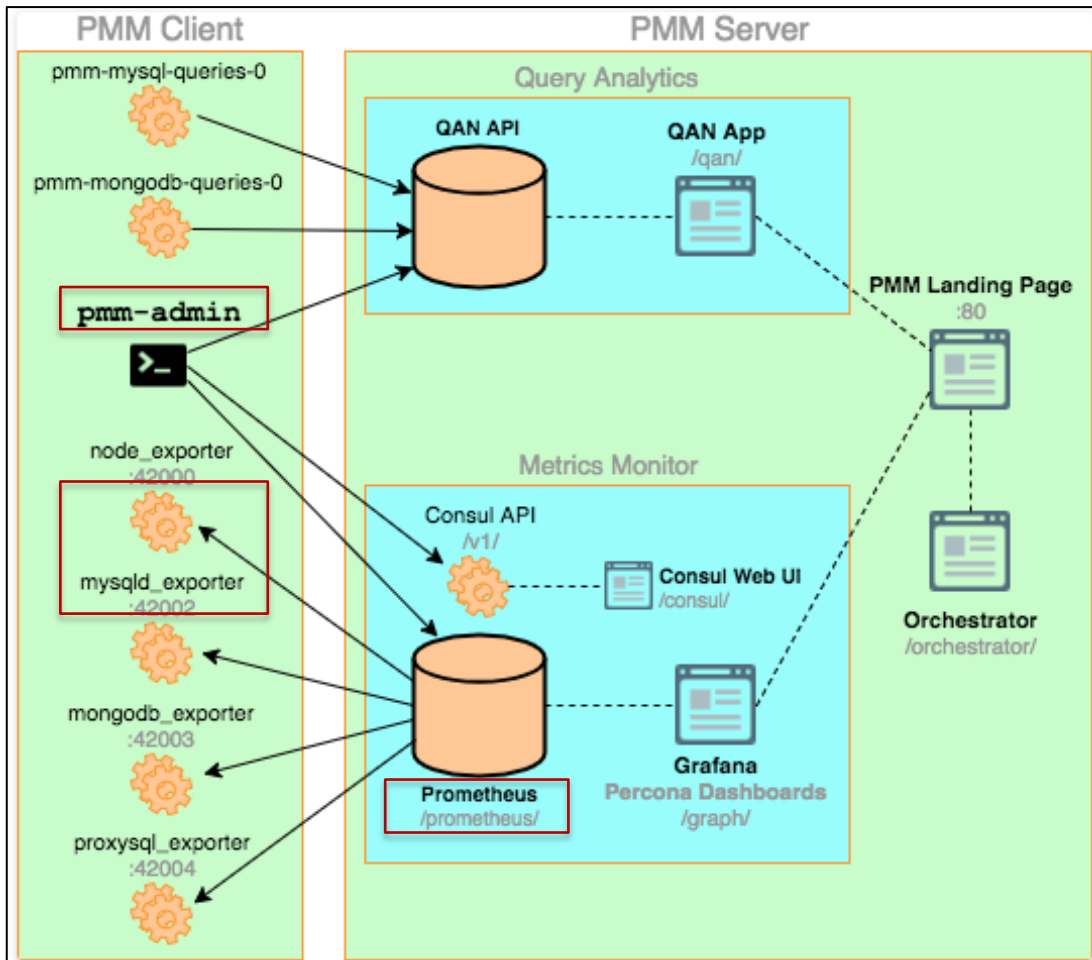 PMM Client
pmm-mysql-queries-0
pmm-mongodb-queries-0
pmm-admin
>_
node_exporter
:42000
mysqld_exporter
:42002
mongodb_exporter
:42003
proxysql_exporter
:42004
PMM Server
Query Analytics
QAN API
QAN App
/qan/
PMM Landing Page
:80
Orchestrator
/orchestrator/
Metrics Monitor
Consul API
/v1/
Consul Web UI
/consul/
Prometheus
/prometheus/
Grafana
Percona Dashboards
/graph/